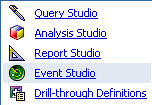 Query Studio
Analysis Studio
Report Studio
Event Studio
Drill-through Definitions